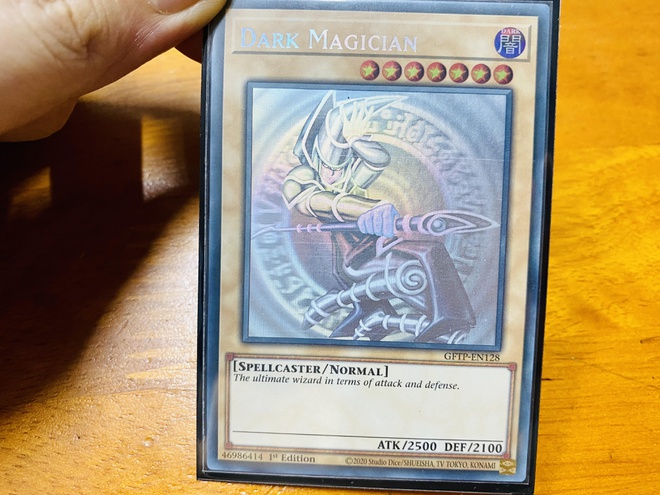 DARK MAGICIAN
DARK
闇
GFTP-EN128
[SPELLCASTER/NORMAL]
The ultimate wizard in terms of attack and defense.
ATK/2500 DEF/2100
46986414 1st Edition
©2020 Studio Dice/SHUEISHA, TV TOKYO, KONAMI